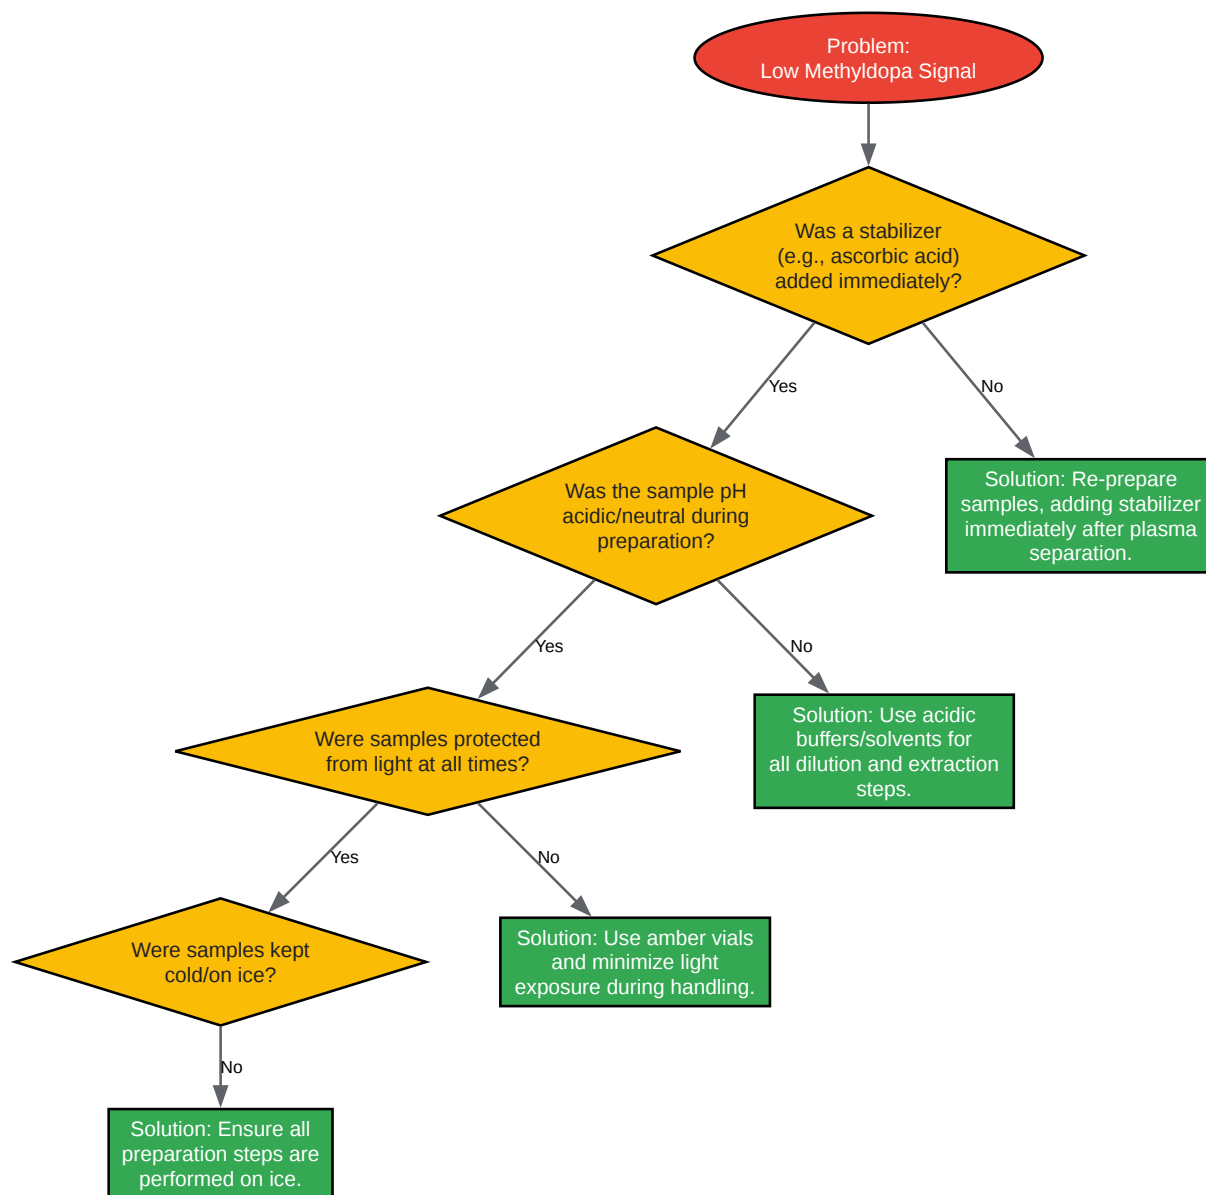 Problem:
Low Methyldopa Signal
Was a stabilizer
(e.g., ascorbic acid)
added immediately?
Yes
No
Was the sample pH
acidic/neutral during
preparation?
Solution: Re-prepare
samples, adding stabilizer
immediately after plasma
separation.
Yes
No
Were samples protected
from light at all times?
Solution: Use acidic
buffers/solvents for
all dilution and extraction
steps.
Yes
No
Were samples kept
cold/on ice?
Solution: Use amber vials
and minimize light
exposure during handling.
No
Solution: Ensure all
preparation steps are
performed on ice.